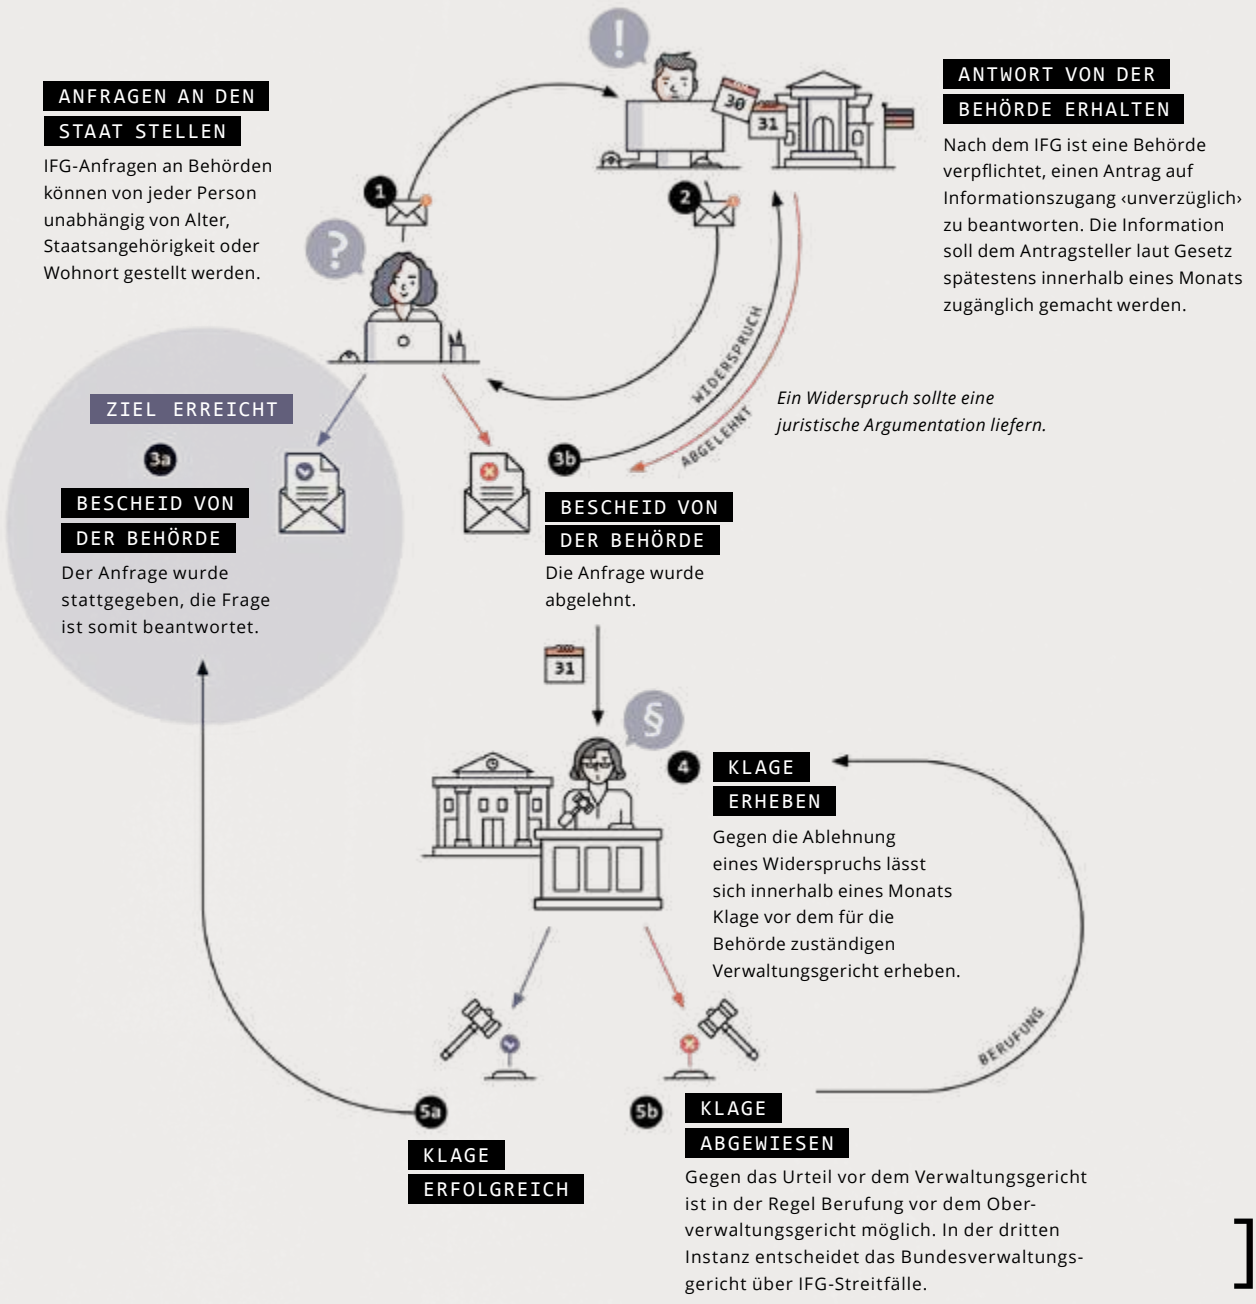 !
ANFRAGEN AN DEN
STAAT STELLEN
IFG-Anfragen an Behörden
können von jeder Person
unabhängig von Alter,
Staatsangehörigkeit oder
Wohnort gestellt werden.
1
?
30
31
2
ANTWORT VON DER
BEHÖRDE ERHALTEN
Nach dem IFG ist eine Behörde
verpflichtet, einen Antrag auf
Informationszugang ‹unverzüglich›
zu beantworten. Die Information
soll dem Antragsteller laut Gesetz
spätestens innerhalb eines Monats
zugänglich gemacht werden.
WIDERSPRUCH
ABGELEHNT
Ein Widerspruch sollte eine
juristische Argumentation liefern.
ZIEL ERREICHT
3a
BESCHEID VON
DER BEHÖRDE
Der Anfrage wurde
stattgegeben, die Frage
ist somit beantwortet.
3b
BESCHEID VON
DER BEHÖRDE
Die Anfrage wurde
abgelehnt.
31
§
4
KLAGE
ERHEBEN
Gegen die Ablehnung
eines Widerspruchs lässt
sich innerhalb eines Monats
Klage vor dem für die
Behörde zuständigen
Verwaltungsgericht erheben.
BERUFUNG
5a
KLAGE
ERFOLGREICH
5b
KLAGE
ABGEWIESEN
Gegen das Urteil vor dem Verwaltungsgericht
ist in der Regel Berufung vor dem Ober-
verwaltungsgericht möglich. In der dritten
Instanz entscheidet das Bundesverwaltungs-
gericht über IFG-Streitfälle.
]